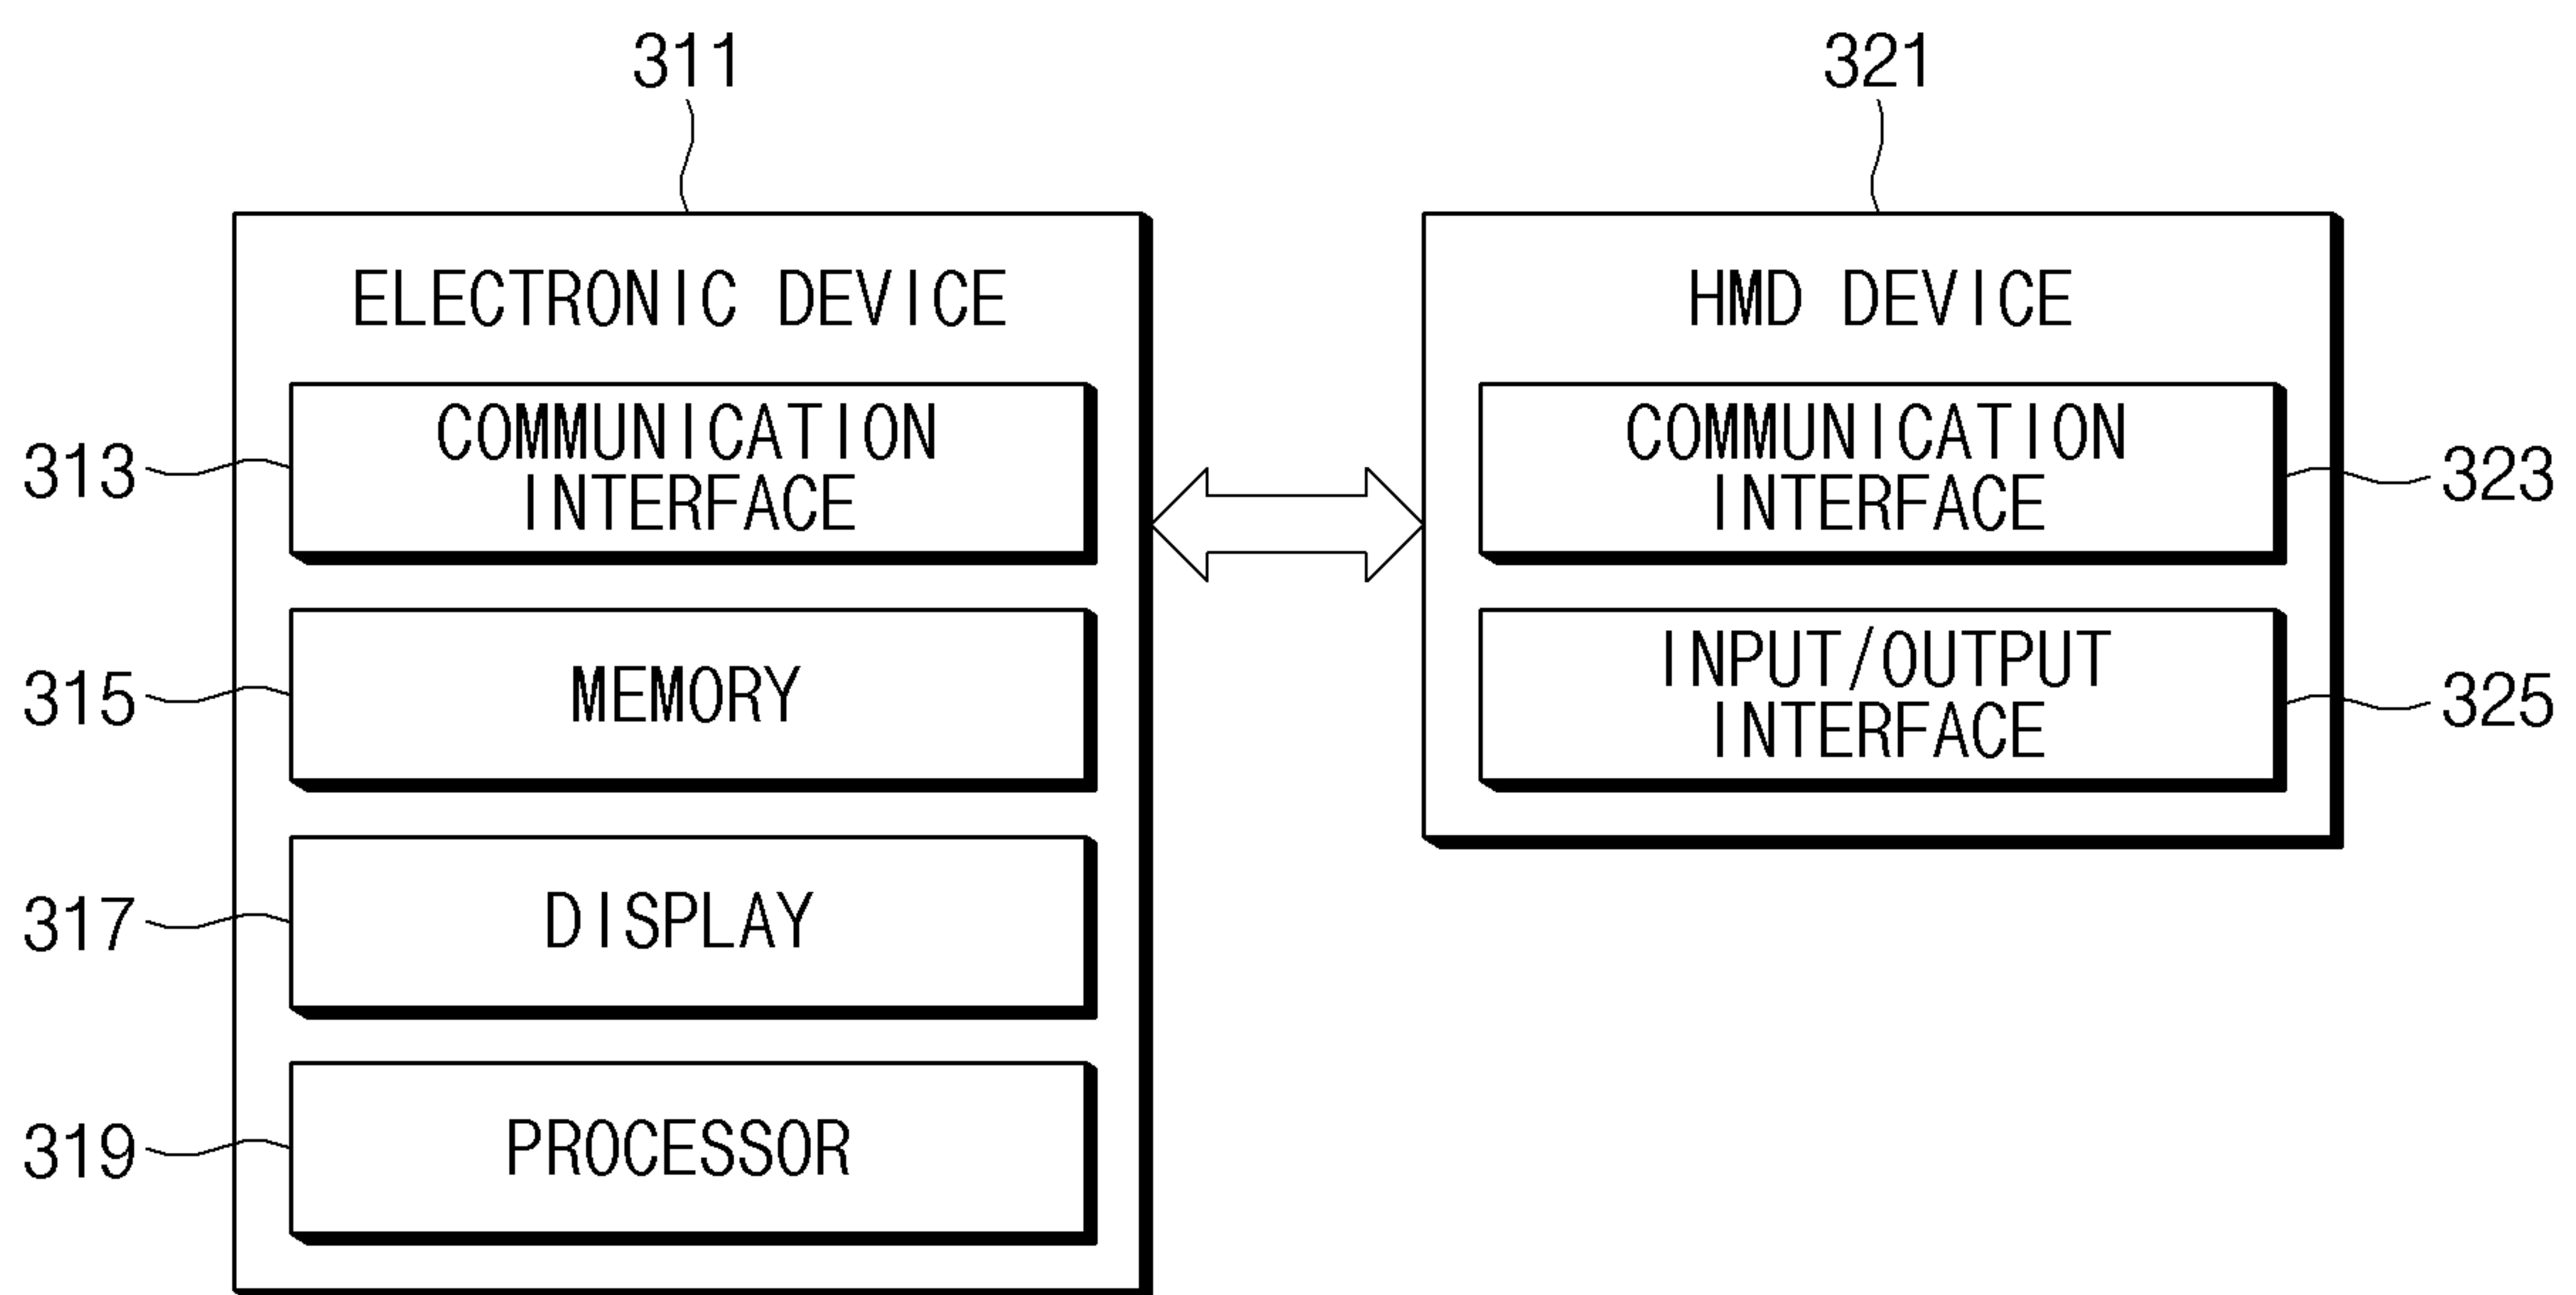 311
321
ELECTRONIC DEVICE
HMD DEVICE
313
COMMUNICATION
INTERFACE
COMMUNICATION
INTERFACE
323
315
MEMORY
INPUT/OUTPUT
INTERFACE
325
317
DISPLAY
319
PROCESSOR